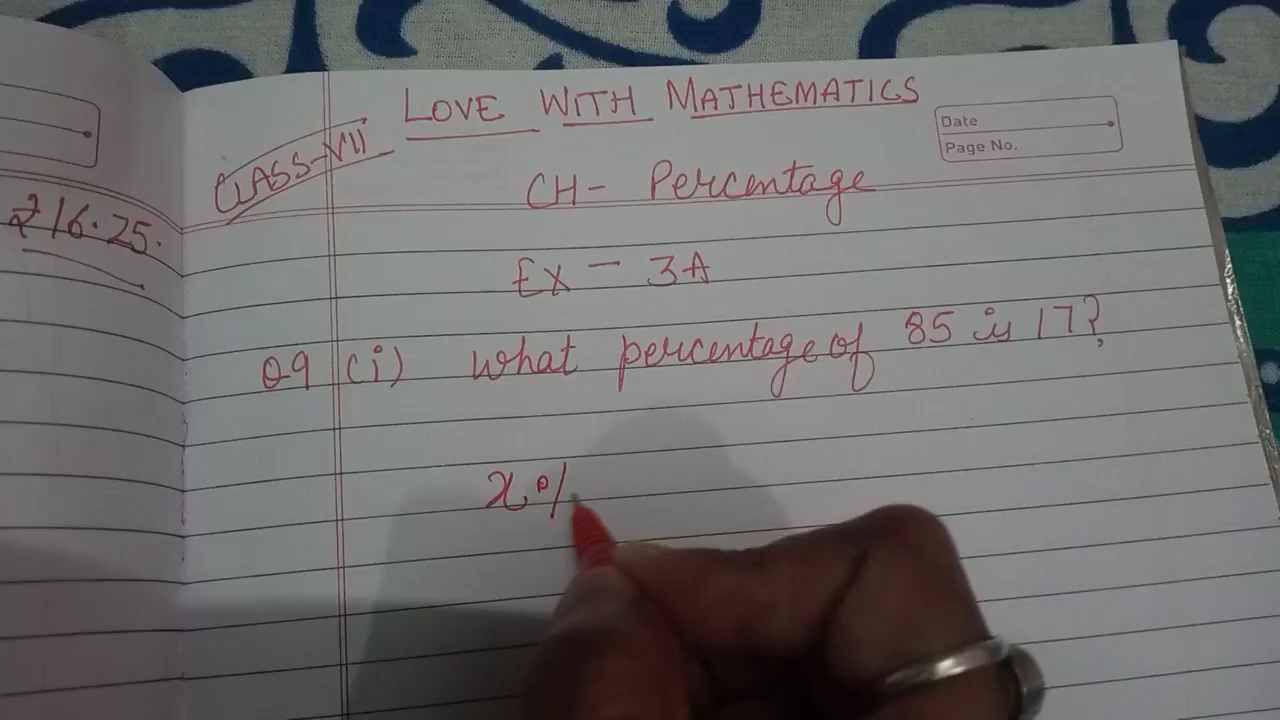 LOVE WITH MATHEMATICS
Date
Page No.
CLASS-VII
CH- Percentage
₹16.25.
EX - 3A
Q9 (i) What percentage of 85 is 17?
x%